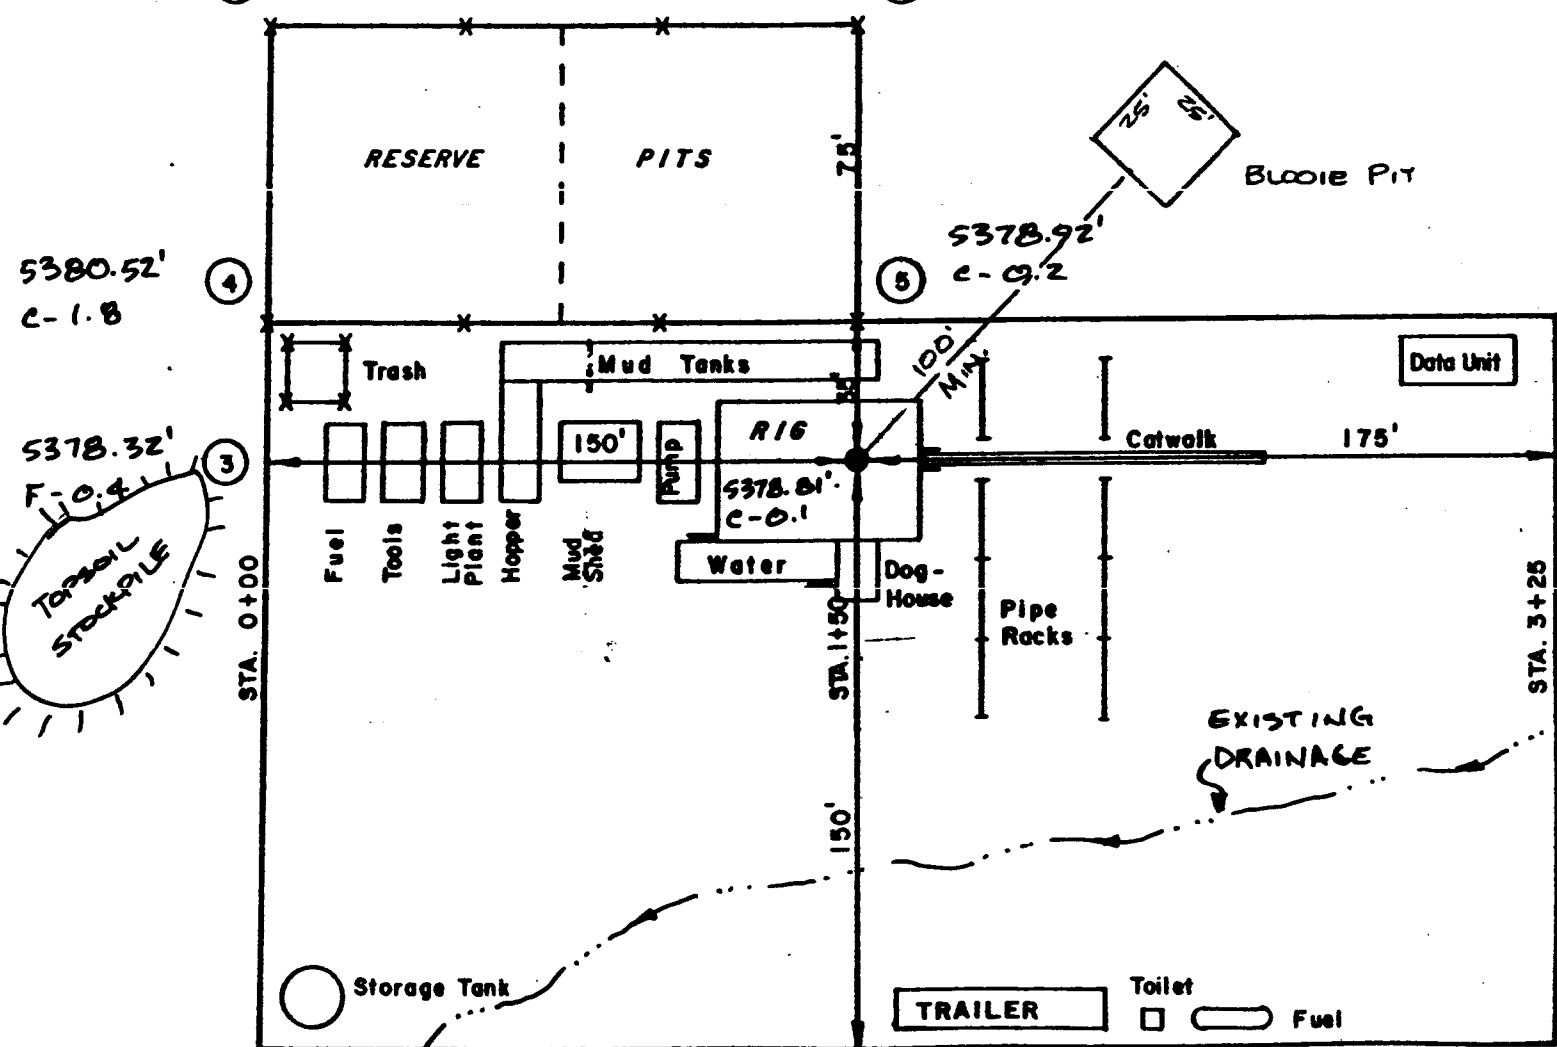 RESERVE PITS
75'
25' 25'
BLOOIE PIT
5380.52'
C-1.8
4
5378.92'
C-0.2
5
100'
MIN.
Trash
Mud Tanks
35'
Data Unit
5378.32'
F-0.4
3
150'
Pump
RIG
5378.81'
C-0.1
Catwalk
175'
Fuel
Tools
Light
Plant
Hopper
Mud
Shed
Water
Dog-
House
Pipe
Racks
TOPSOIL
STOCKPILE
STA. 0+00
STA. 1+50
STA. 3+25
EXISTING
DRAINAGE
150'
Storage Tank
TRAILER
Toilet
Fuel